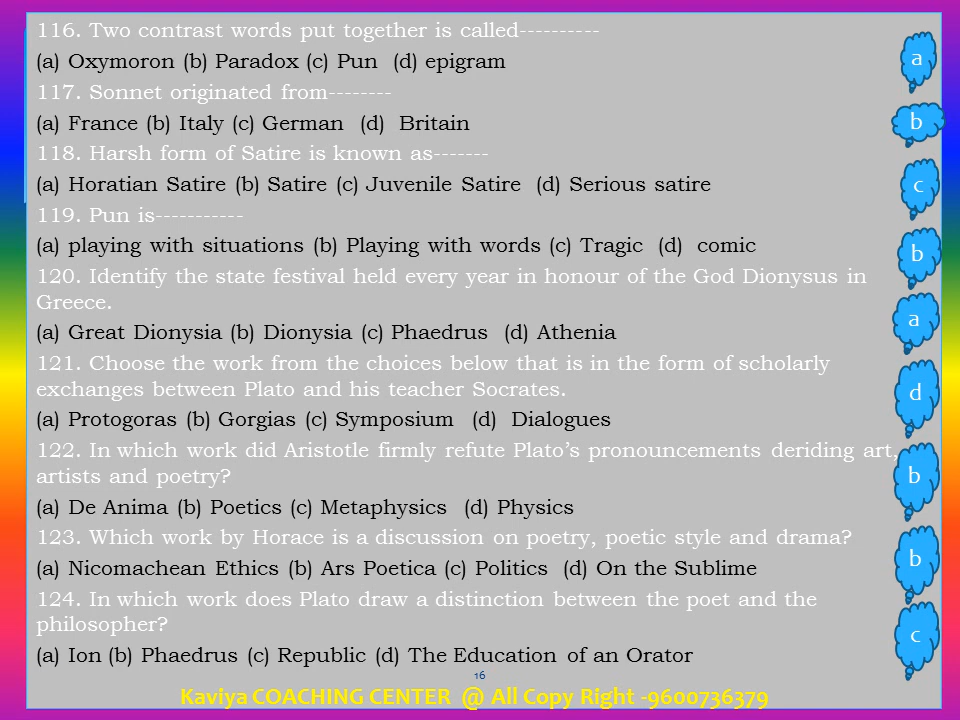 116. Two contrast words put together is called----------
(a) Oxymoron (b) Paradox (c) Pun (d) epigram
a
117. Sonnet originated from--------
(a) France (b) Italy (c) German (d) Britain
b
118. Harsh form of Satire is known as-------
(a) Horatian Satire (b) Satire (c) Juvenile Satire (d) Serious satire
c
119. Pun is-----------
(a) playing with situations (b) Playing with words (c) Tragic (d) comic
b
120. Identify the state festival held every year in honour of the God Dionysus in
Greece.
(a) Great Dionysia (b) Dionysia (c) Phaedrus (d) Athenia
a
121. Choose the work from the choices below that is in the form of scholarly
exchanges between Plato and his teacher Socrates.
(a) Protogoras (b) Gorgias (c) Symposium (d) Dialogues
d
122. In which work did Aristotle firmly refute Plato’s pronouncements deriding art,
artists and poetry?
(a) De Anima (b) Poetics (c) Metaphysics (d) Physics
b
123. Which work by Horace is a discussion on poetry, poetic style and drama?
(a) Nicomachean Ethics (b) Ars Poetica (c) Politics (d) On the Sublime
b
124. In which work does Plato draw a distinction between the poet and the
philosopher?
(a) Ion (b) Phaedrus (c) Republic (d) The Education of an Orator
c
16
Kaviya COACHING CENTER @ All Copy Right -9600736379